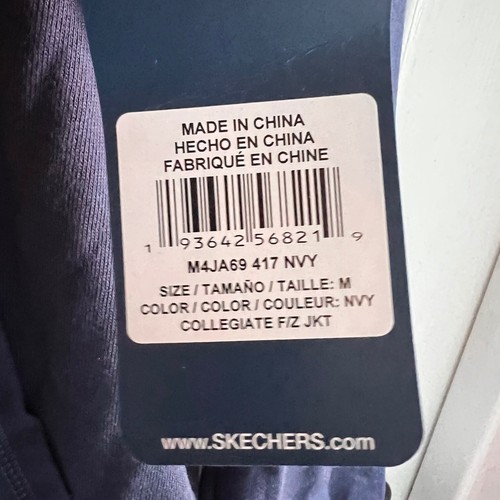 MADE IN CHINA
HECHO EN CHINA
FABRIQUÉ EN CHINE
1 93642 56821 9
M4JA69 417 NVY
SIZE / TAMAÑO / TAILLE: M
COLOR / COLOR / COULEUR: NVY
COLLEGIATE F/Z JKT
www.SKECHERS.com